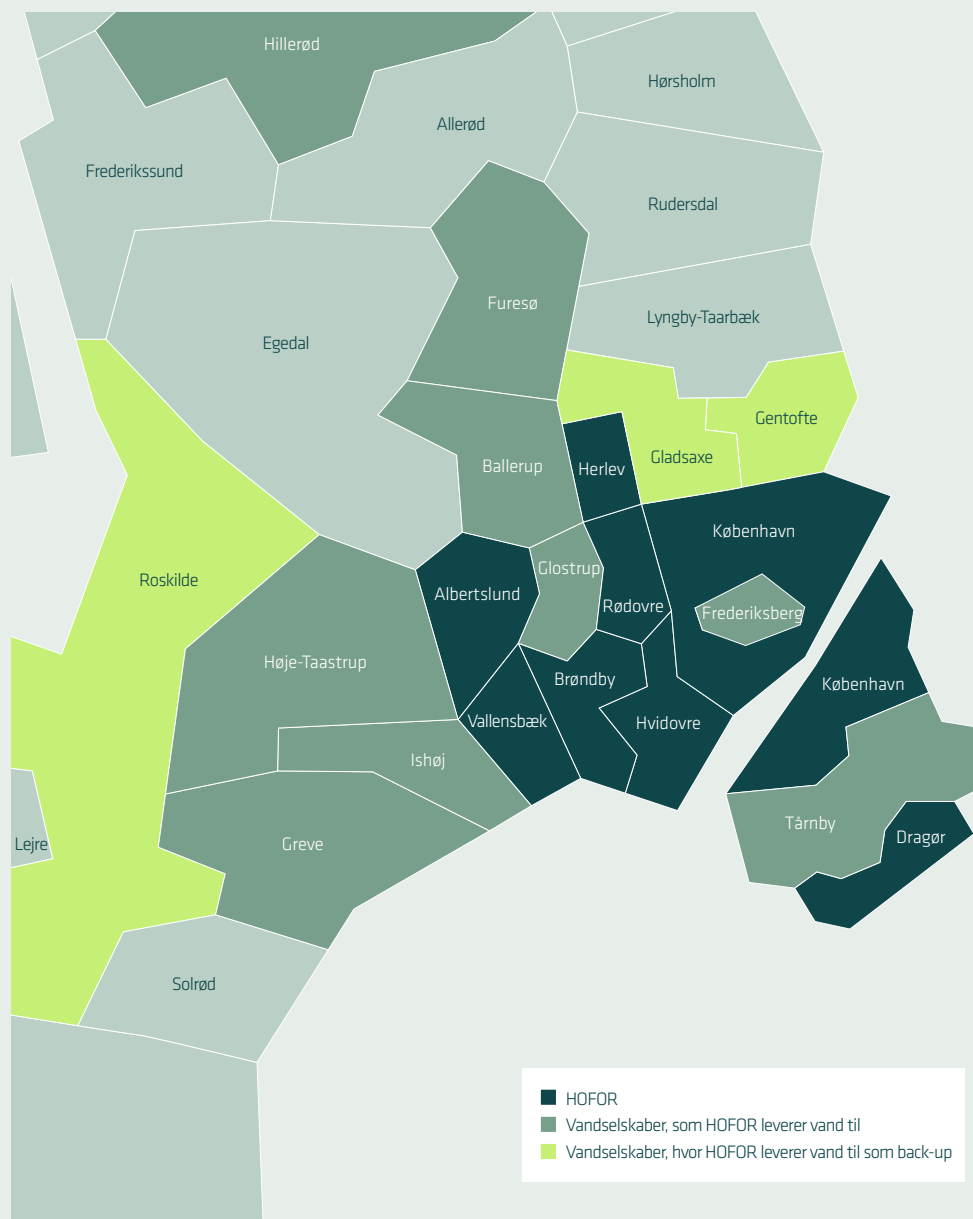 Hillerød
Hørsholm
Allerød
Frederikssund
Rudersdal
Furesø
Lyngby-Taarbæk
Egedal
Gentofte
Gladsaxe
Ballerup
Herlev
København
Glostrup
Roskilde
Albertslund
Rødovre
Frederiksberg
Høje-Taastrup
Brøndby
København
Vallensbæk
Hvidovre
Ishøj
Tårnby
Dragør
Lejre
Greve
Solrød
HOFOR
Vandselskaber, som HOFOR leverer vand til
Vandselskaber, hvor HOFOR leverer vand til som back-up